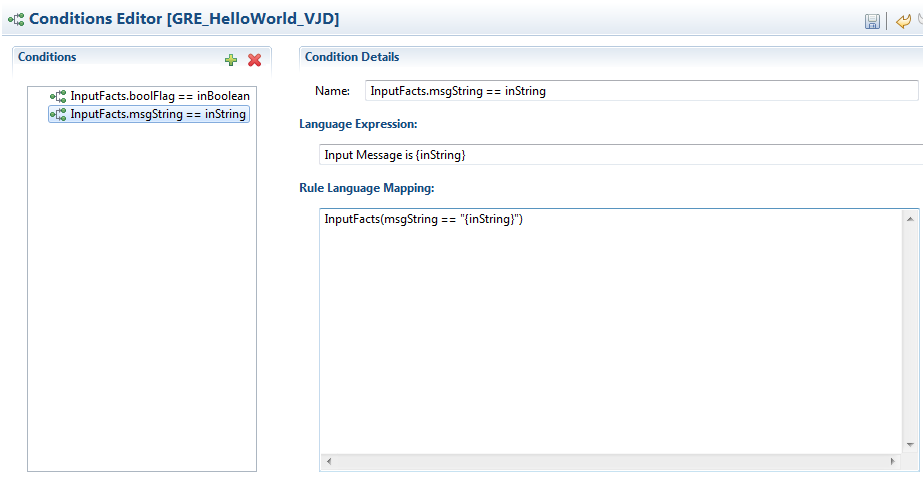 Conditions Editor [GRE_HelloWorld_VJD]
Conditions
InputFacts.boolFlag == inBoolean
InputFacts.msgString == inString
Condition Details
Name: InputFacts.msgString == inString
Language Expression:
Input Message is {inString}
Rule Language Mapping:
InputFacts(msgString == "{inString}")